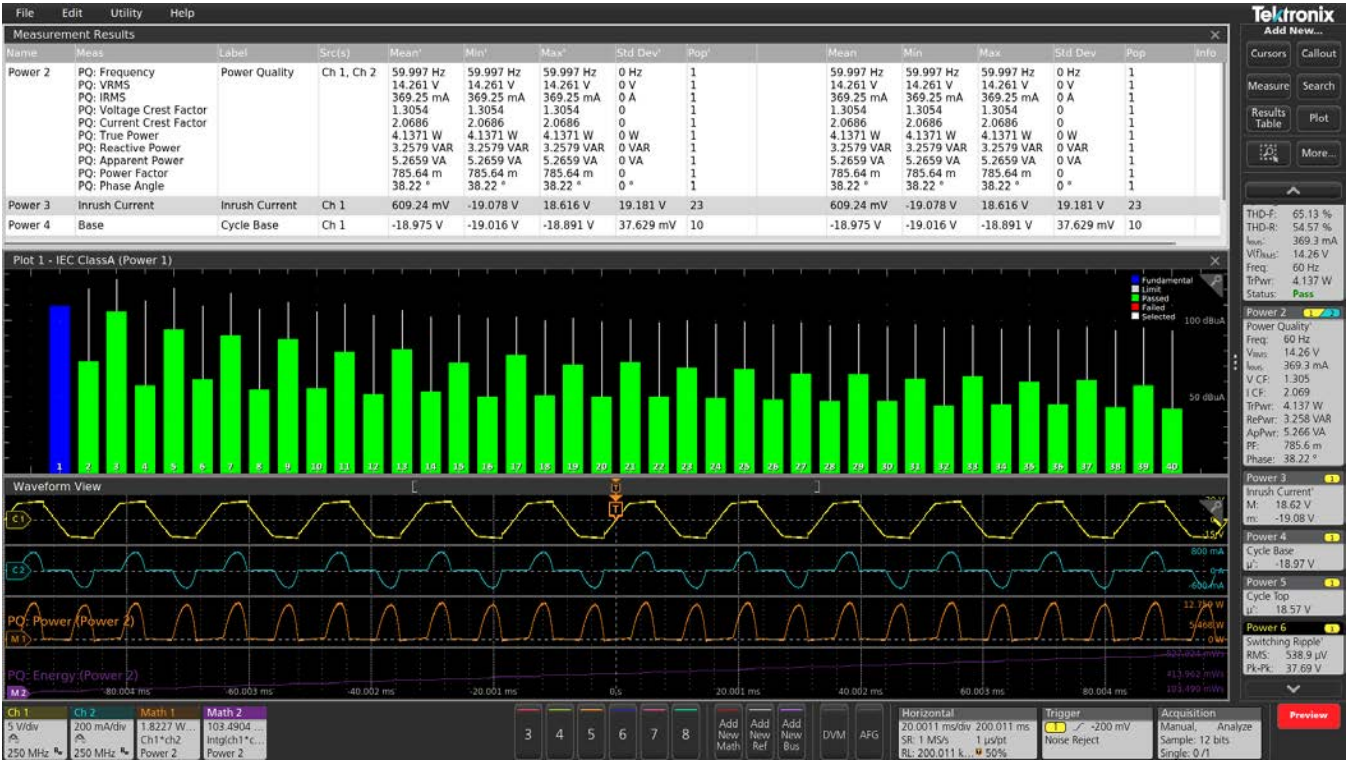 File Edit Utility Help
Tektronix
Measurement Results
Add New...
Name Meas Label Src(s) Mean' Min' Max' Std Dev' Pop' Mean Min Max Std Dev Pop Info
Power 2 PQ: Frequency Power Quality Ch 1, Ch 2 59.997 Hz 59.997 Hz 59.997 Hz 0 Hz 1 59.997 Hz 59.997 Hz 59.997 Hz 0 Hz 1
PQ: VRMS 14.261 V 14.261 V 14.261 V 0 V 1 14.261 V 14.261 V 14.261 V 0 V 1
PQ: IRMS 369.25 mA 369.25 mA 369.25 mA 0 A 1 369.25 mA 369.25 mA 369.25 mA 0 A 1
PQ: Voltage Crest Factor 1.3054 1.3054 1.3054 0 1 1.3054 1.3054 1.3054 0 1
PQ: Current Crest Factor 2.0686 2.0686 2.0686 0 1 2.0686 2.0686 2.0686 0 1
PQ: True Power 4.1371 W 4.1371 W 4.1371 W 0 W 1 4.1371 W 4.1371 W 4.1371 W 0 W 1
PQ: Reactive Power 3.2579 VAR 3.2579 VAR 3.2579 VAR 0 VAR 1 3.2579 VAR 3.2579 VAR 3.2579 VAR 0 VAR 1
PQ: Apparent Power 5.2659 VA 5.2659 VA 5.2659 VA 0 VA 1 5.2659 VA 5.2659 VA 5.2659 VA 0 VA 1
PQ: Power Factor 785.64 m 785.64 m 785.64 m 0 1 785.64 m 785.64 m 785.64 m 0 1
PQ: Phase Angle 38.22 ° 38.22 ° 38.22 ° 0 ° 1 38.22 ° 38.22 ° 38.22 ° 0 ° 1
Power 3 Inrush Current Inrush Current Ch 1 609.24 mV -19.078 V 18.616 V 19.181 V 23 609.24 mV -19.078 V 18.616 V 19.181 V 23
Power 4 Base Cycle Base Ch 1 -18.975 V -19.016 V -18.891 V 37.629 mV 10 -18.975 V -19.016 V -18.891 V 37.629 mV 10
Cursors Callout
Measure Search
Results Table Plot
More...
THD-F: 65.13 %
THD-R: 54.57 %
IRMS: 369.3 mA
V(f)RMS: 14.26 V
Freq: 60 Hz
TrPwr: 4.137 W
Status: Pass
Power 2 1 2
Power Quality'
Freq: 60 Hz
VRMS: 14.26 V
IRMS: 369.3 mA
V CF: 1.305
I CF: 2.069
TrPwr: 4.137 W
RePwr: 3.258 VAR
ApPwr: 5.266 VA
PF: 785.6 m
Phase: 38.22 °
Power 3 1
Inrush Current'
M: 18.62 V
m: -19.08 V
Power 4 1
Cycle Base
µ': -18.97 V
Power 5 1
Cycle Top
µ': 18.57 V
Power 6 1
Switching Ripple'
RMS: 538.9 µV
Pk-Pk: 37.69 V
Plot 1 - IEC ClassA (Power 1)
Fundamental
Limit
Passed
Failed
Selected
100 dBuA
50 dBuA
1 2 3 4 5 6 7 8 9 10 11 12 13 14 15 16 17 18 19 20 21 22 23 24 25 26 27 28 29 30 31 32 33 34 35 36 37 38 39 40
Waveform View
T
T
C 1
C 2
800 mA
0 A
-600 mA
PQ: Power (Power 2)
M 1
5.468 W
0 W
PQ: Energy (Power 2)
M 2
-80.004 ms -60.003 ms -40.002 ms -20.001 ms 0 s 20.001 ms 40.002 ms 60.003 ms 80.004 ms
Ch 1
5 V/div
250 MHz
Ch 2
200 mA/div
250 MHz
Math 1
1.8227 W...
Ch1*ch2
Power 2
Math 2
103.4904 ...
Intg(ch1*c...
Power 2
3 4 5 6 7 8
Add New Math
Add New Ref
Add New Bus
DVM AFG
Horizontal
20.0011 ms/div 200.011 ms
SR: 1 MS/s 1 µs/pt
RL: 200.011 k... 50%
Trigger
1 -200 mV
Noise Reject
Acquisition
Manual, Analyze
Sample: 12 bits
Single: 0 /1
Preview